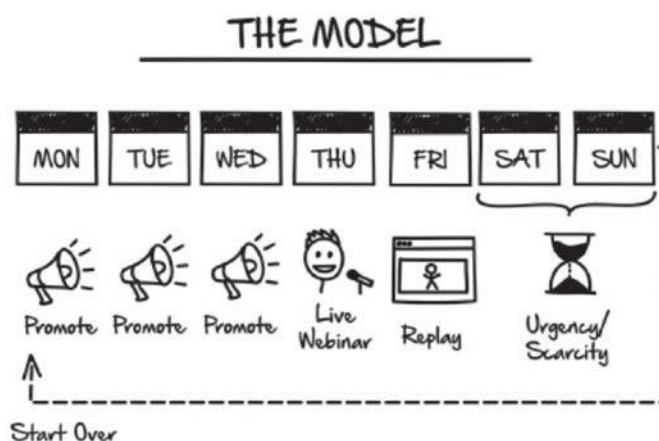 THE MODEL
MON TUE WED THU FRI SAT SUN
Promote Promote Promote Live Webinar Replay Urgency/ Scarcity
Start Over